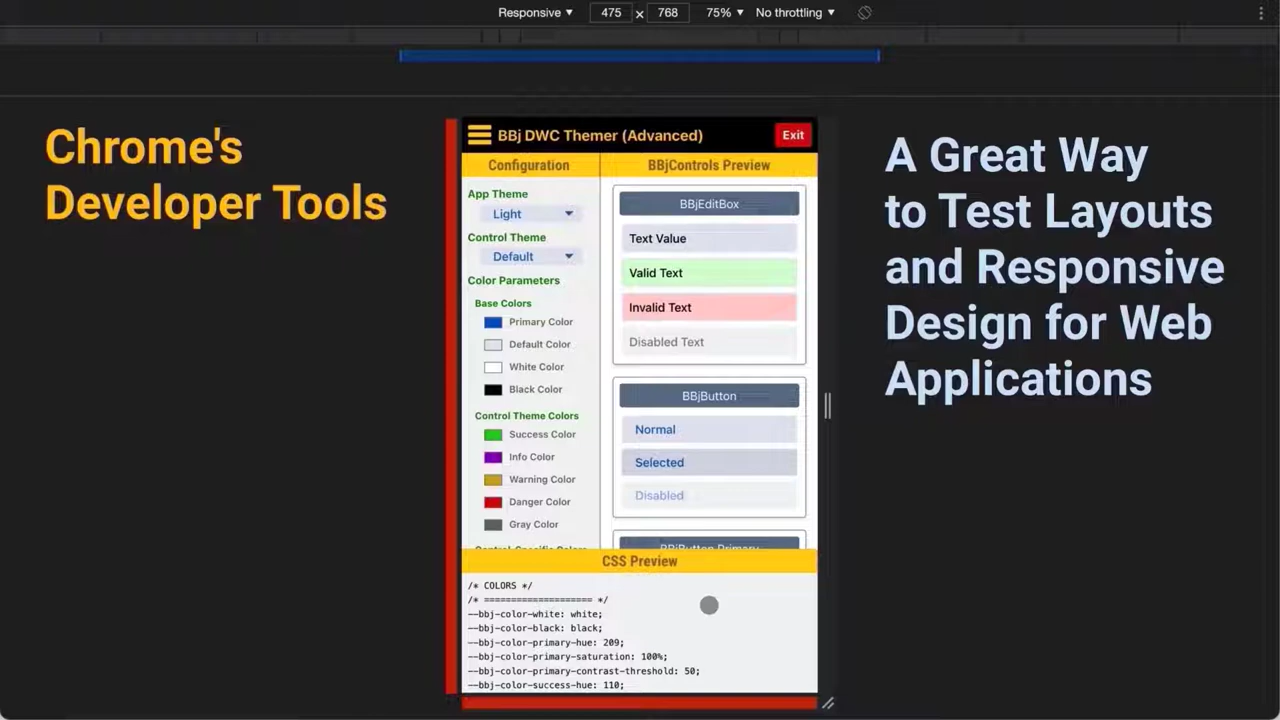 Responsive
475 × 768
75%
No throttling
Chrome's
Developer Tools
BBj DWC Themer (Advanced)
Exit
Configuration
BBjControls Preview
App Theme
Light
Control Theme
Default
Color Parameters
Base Colors
Primary Color
Default Color
White Color
Black Color
Control Theme Colors
Success Color
Info Color
Warning Color
Danger Color
Gray Color
Control-Specific Colors
BBjEditBox
Text Value
Valid Text
Invalid Text
Disabled Text
BBjButton
Normal
Selected
Disabled
BBjButton Primary
CSS Preview
/* COLORS */
/* ==================== */
--bbj-color-white: white;
--bbj-color-black: black;
--bbj-color-primary-hue: 209;
--bbj-color-primary-saturation: 100%;
--bbj-color-primary-contrast-threshold: 50;
--bbj-color-success-hue: 110;
A Great Way
to Test Layouts
and Responsive
Design for Web
Applications